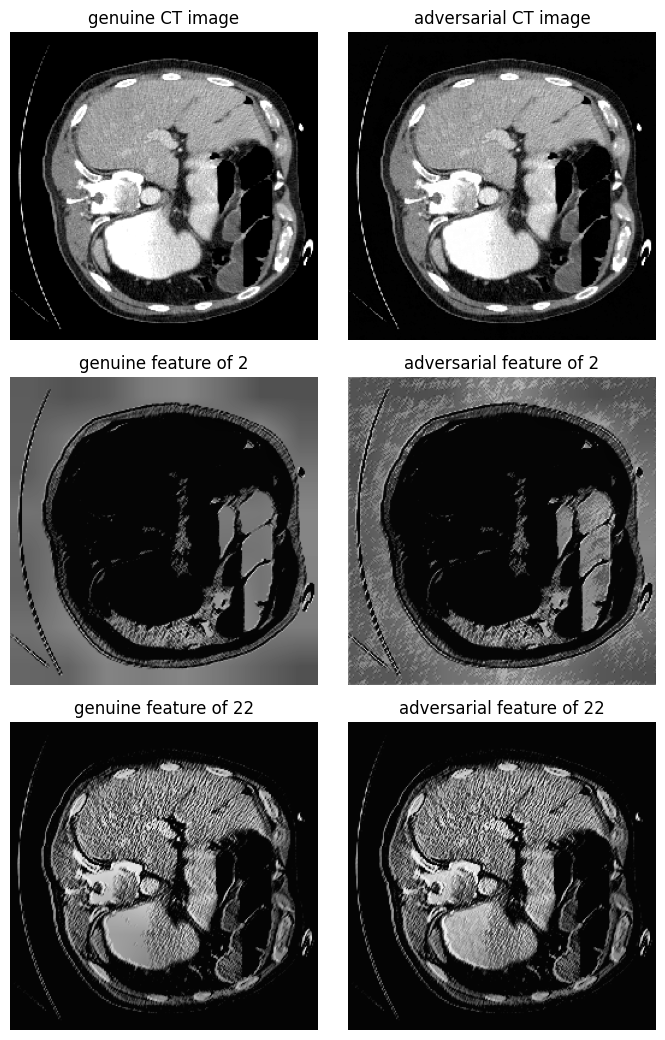 genuine CT image
adversarial CT image
genuine feature of 2
adversarial feature of 2
genuine feature of 22
adversarial feature of 22